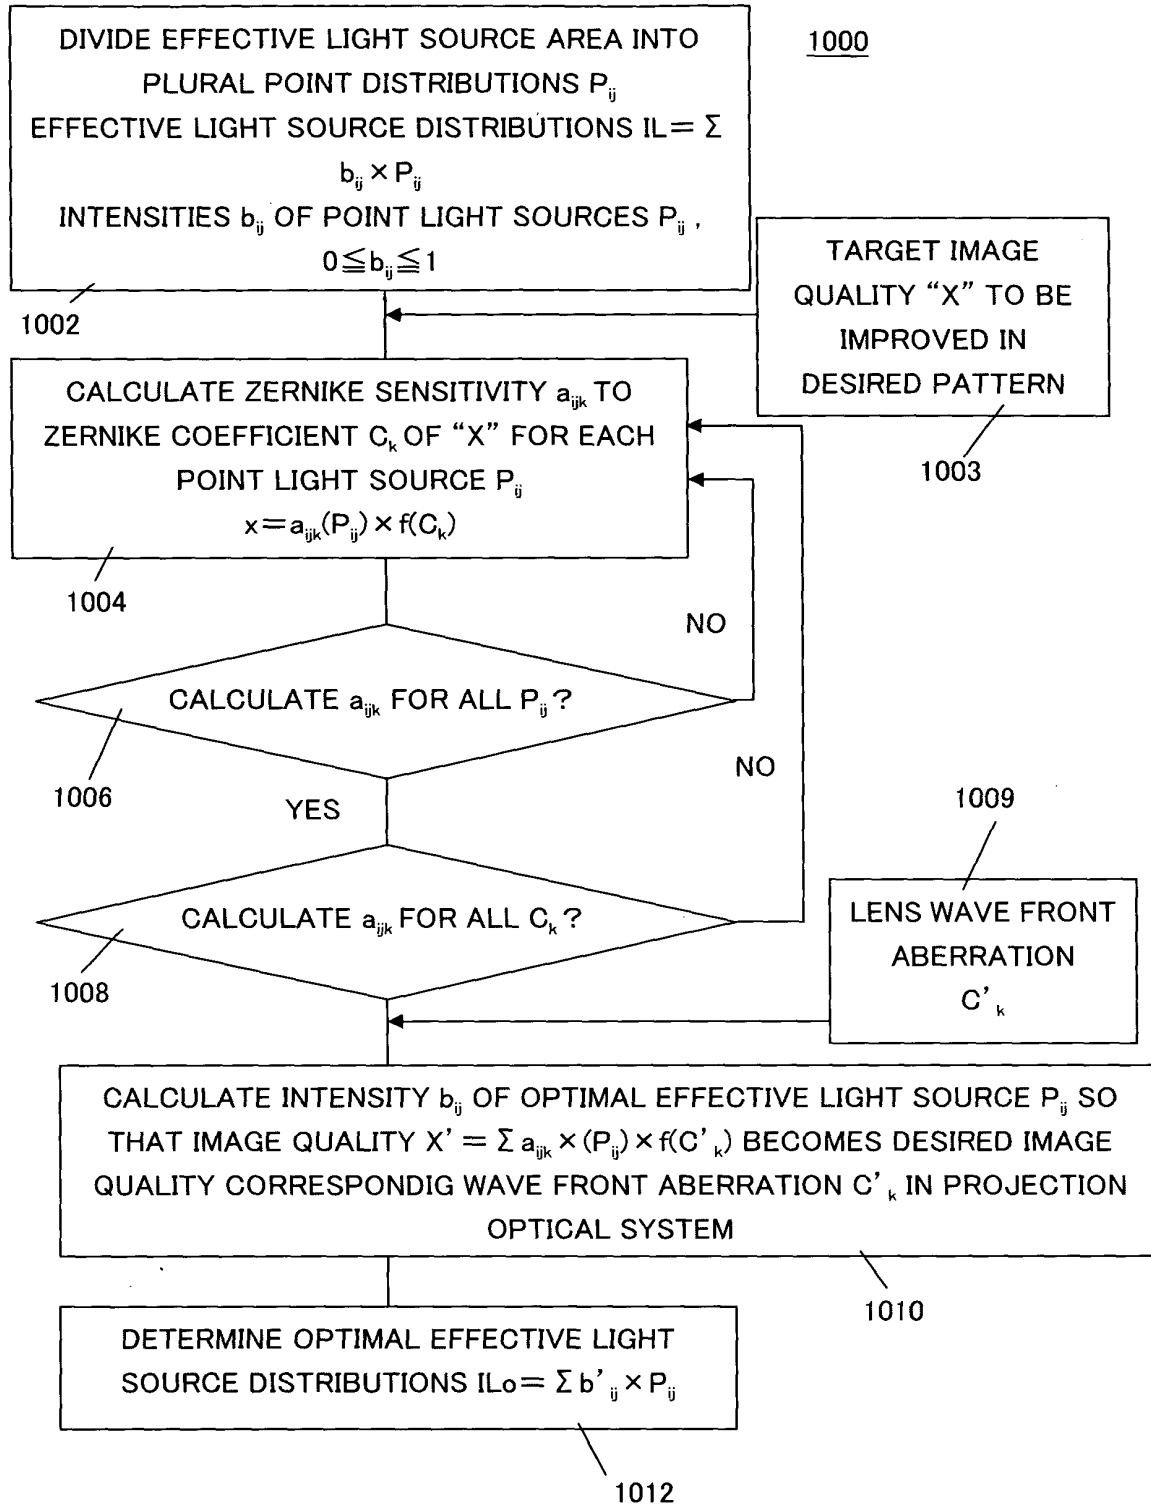 1000
DIVIDE EFFECTIVE LIGHT SOURCE AREA INTO
PLURAL POINT DISTRIBUTIONS Pij
EFFECTIVE LIGHT SOURCE DISTRIBUTIONS IL=Σ
bij × Pij
INTENSITIES bij OF POINT LIGHT SOURCES Pij ,
0≦bij≦1
1002
TARGET IMAGE
QUALITY “X” TO BE
IMPROVED IN
DESIRED PATTERN
1003
CALCULATE ZERNIKE SENSITIVITY aijk TO
ZERNIKE COEFFICIENT Ck OF “X” FOR EACH
POINT LIGHT SOURCE Pij
x=aijk(Pij)×f(Ck)
1004
NO
CALCULATE aijk FOR ALL Pij ?
1006
YES
NO
CALCULATE aijk FOR ALL Ck ?
1008
1009
LENS WAVE FRONT
ABERRATION
C’k
CALCULATE INTENSITY bij OF OPTIMAL EFFECTIVE LIGHT SOURCE Pij SO
THAT IMAGE QUALITY X’ = Σ aijk × (Pij) × f(C’k) BECOMES DESIRED IMAGE
QUALITY CORRESPONDIG WAVE FRONT ABERRATION C’k IN PROJECTION
OPTICAL SYSTEM
1010
DETERMINE OPTIMAL EFFECTIVE LIGHT
SOURCE DISTRIBUTIONS ILo= Σ b’ij × Pij
1012